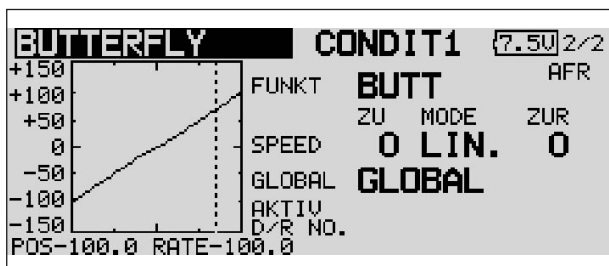 BUTTERFLY CONDIT1 7.5V 2/2
AFR
+150
+100
+50
0
-50
-100
-150
FUNKT BUTT
ZU MODE ZUR
SPEED 0 LIN. 0
GLOBAL GLOBAL
AKTIV
D/R NO.
POS-100.0 RATE-100.0